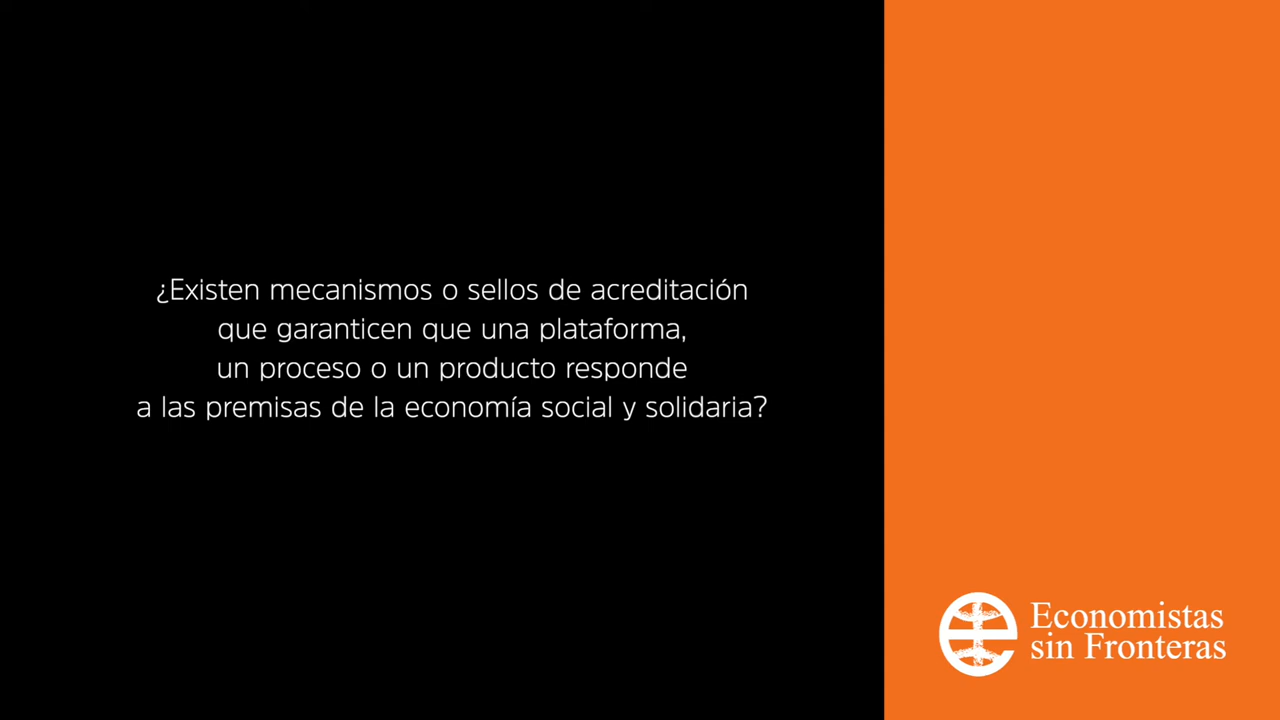 ¿Existen mecanismos o sellos de acreditación
que garanticen que una plataforma,
un proceso o un producto responde
a las premisas de la economía social y solidaria?
Economistas
sin Fronteras